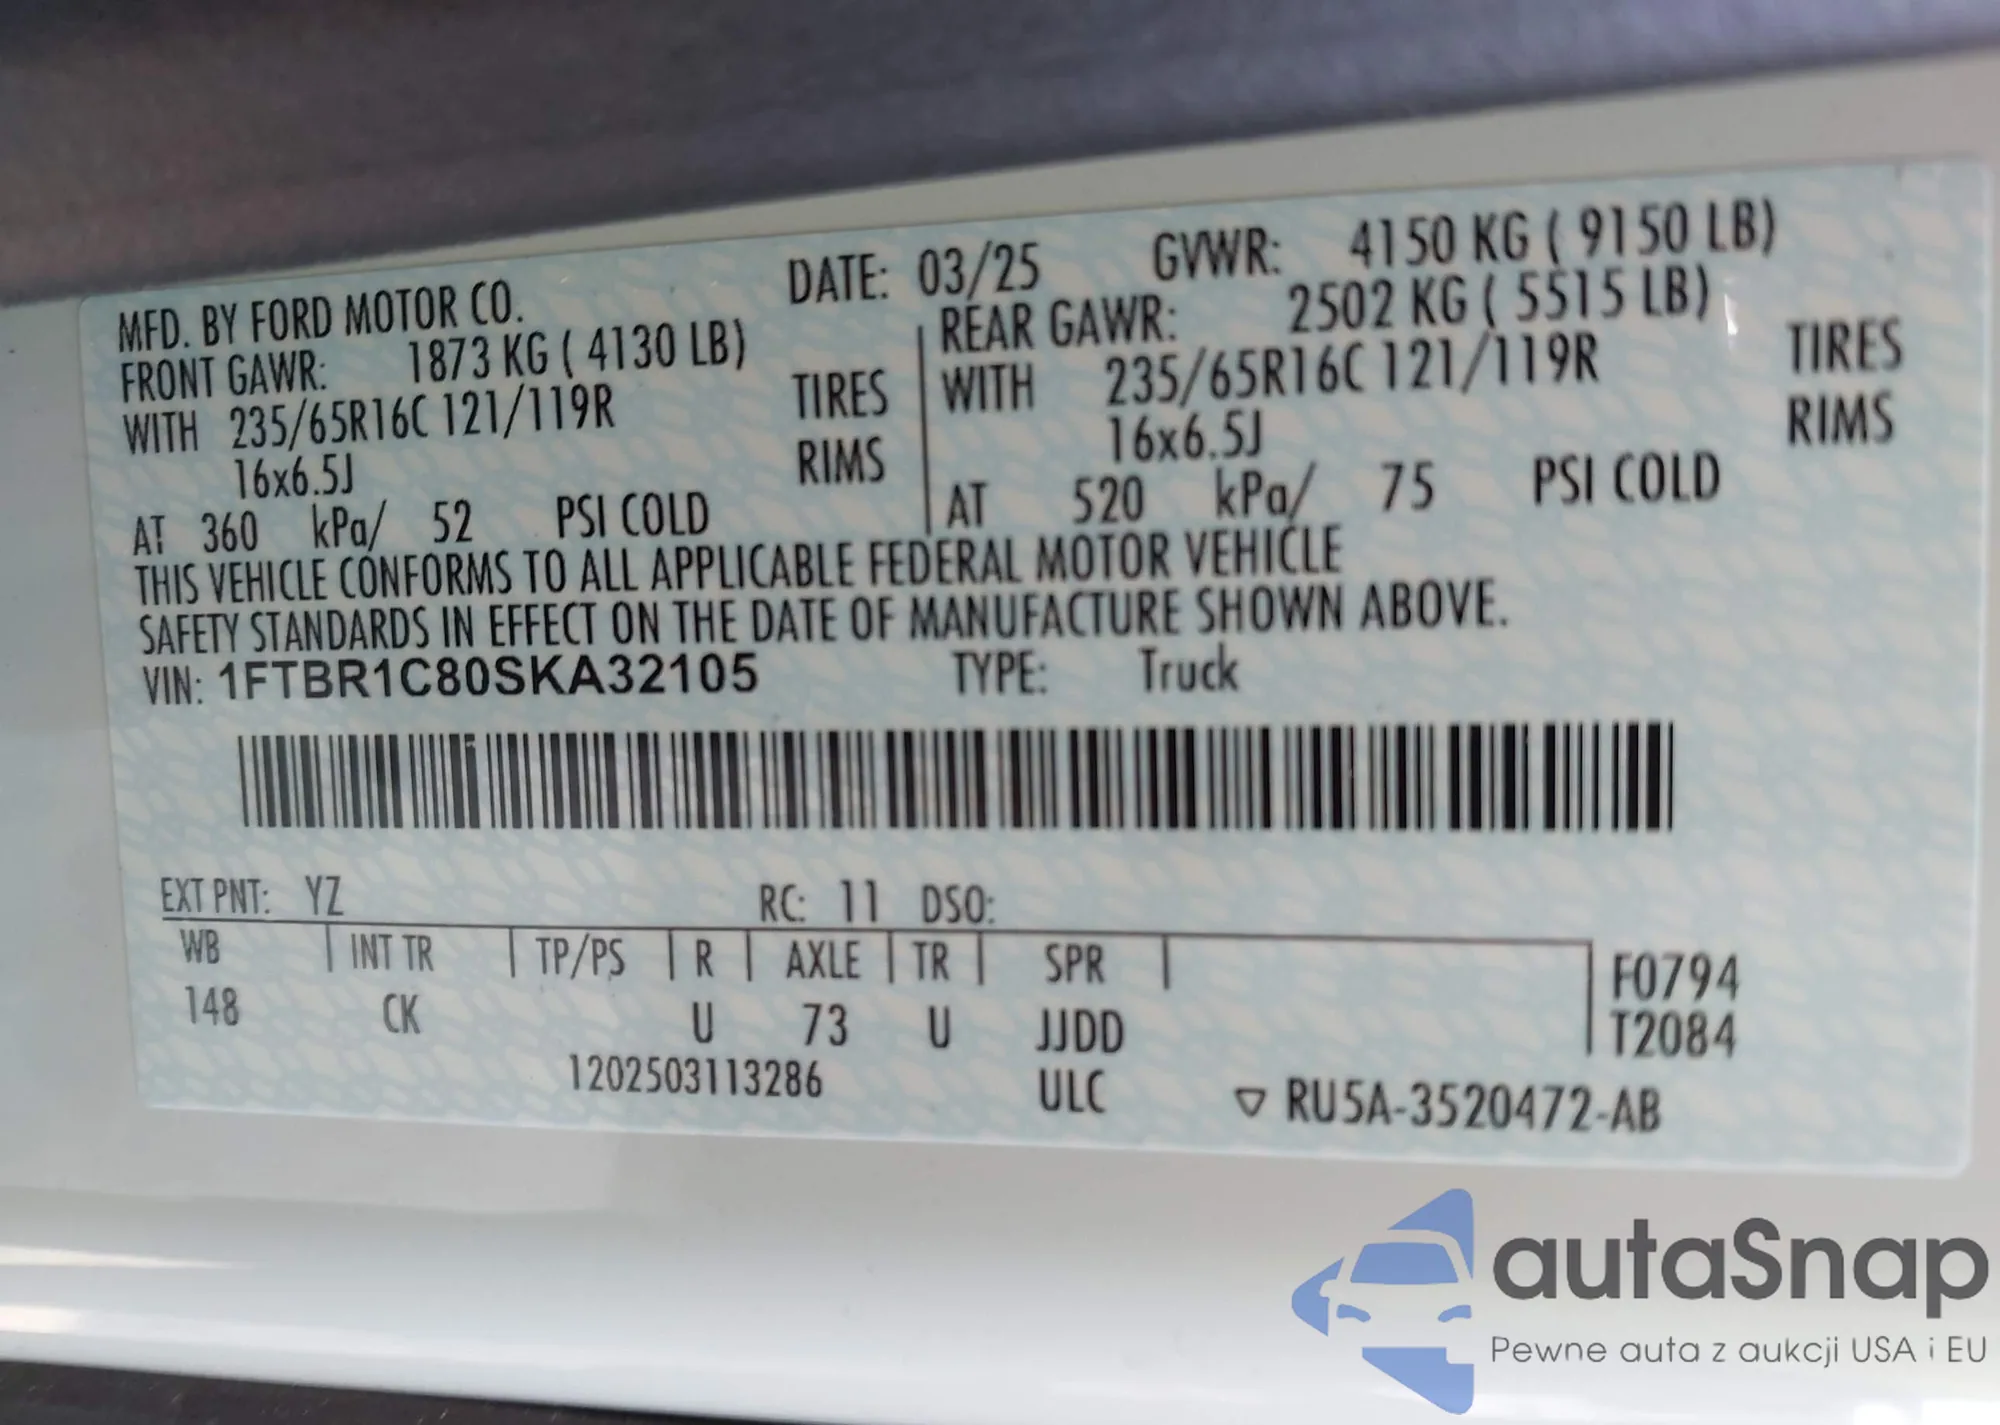 MFD. BY FORD MOTOR CO. DATE: 03/25 GVWR: 4150 KG ( 9150 LB)
FRONT GAWR: 1873 KG ( 4130 LB) REAR GAWR: 2502 KG ( 5515 LB)
WITH 235/65R16C 121/119R TIRES WITH 235/65R16C 121/119R TIRES
16x6.5J RIMS 16x6.5J RIMS
AT 360 kPa/ 52 PSI COLD AT 520 kPa/ 75 PSI COLD
THIS VEHICLE CONFORMS TO ALL APPLICABLE FEDERAL MOTOR VEHICLE
SAFETY STANDARDS IN EFFECT ON THE DATE OF MANUFACTURE SHOWN ABOVE.
VIN: 1FTBR1C80SKA32105 TYPE: Truck
EXT PNT: YZ RC: 11 DSO:
WB INT TR TP/PS R AXLE TR SPR F0794
148 CK U 73 U JJDD T2084
1202503113286 ULC RU5A-3520472-AB
autaSnap
Pewne auta z aukcji USA i EU